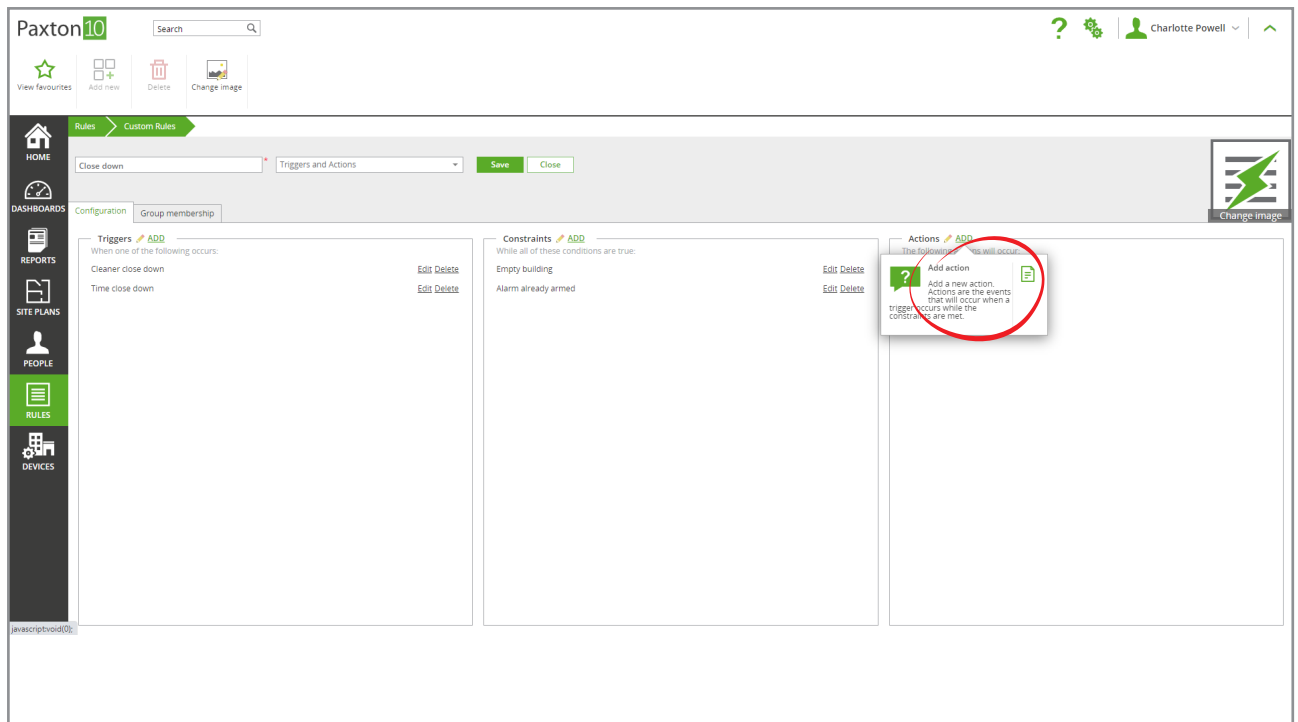 Paxton10
Search
Charlotte Powell
View favourites
Add new
Delete
Change image
Rules
Custom Rules
HOME
Close down
*
Triggers and Actions
Save
Close
Change image
DASHBOARDS
Configuration
Group membership
REPORTS
SITE PLANS
PEOPLE
RULES
DEVICES
Triggers ADD
When one of the following occurs:
Cleaner close down Edit Delete
Time close down Edit Delete
Constraints ADD
While all of these conditions are true:
Empty building Edit Delete
Alarm already armed Edit Delete
Actions ADD
The following will occur:
?
Add action
Add a new action.
Actions are the events
that will occur when a
trigger occurs while the
constraints are met.
javascript:void(0);